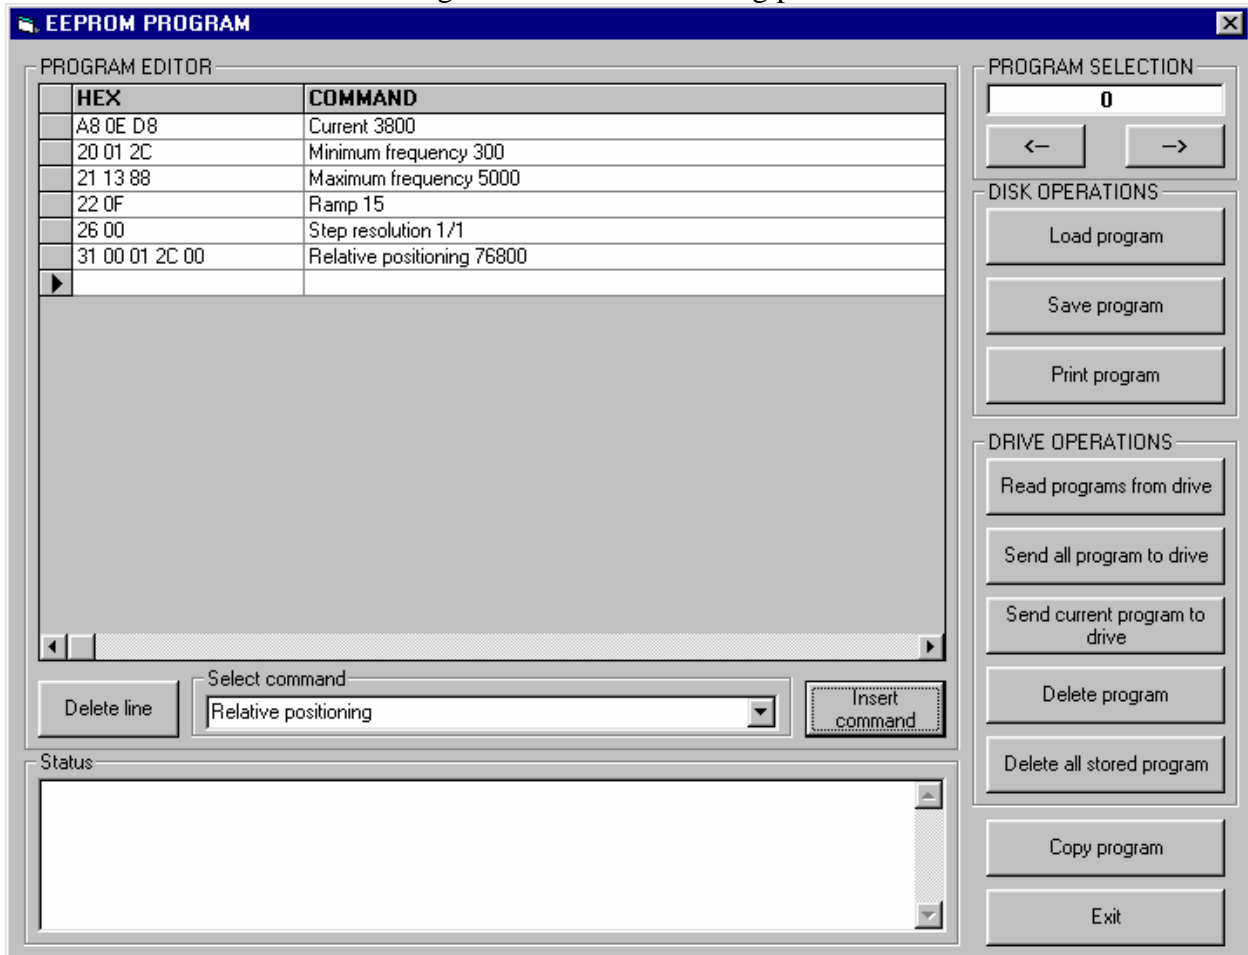 EEPROM PROGRAM
PROGRAM EDITOR
HEX COMMAND
A8 0E D8 Current 3800
20 01 2C Minimum frequency 300
21 13 88 Maximum frequency 5000
22 0F Ramp 15
26 00 Step resolution 1/1
31 00 01 2C 00 Relative positioning 76800
Delete line
Select command
Relative positioning
Insert
command
Status
PROGRAM SELECTION
0
<-- -->
DISK OPERATIONS
Load program
Save program
Print program
DRIVE OPERATIONS
Read programs from drive
Send all program to drive
Send current program to
drive
Delete program
Delete all stored program
Copy program
Exit